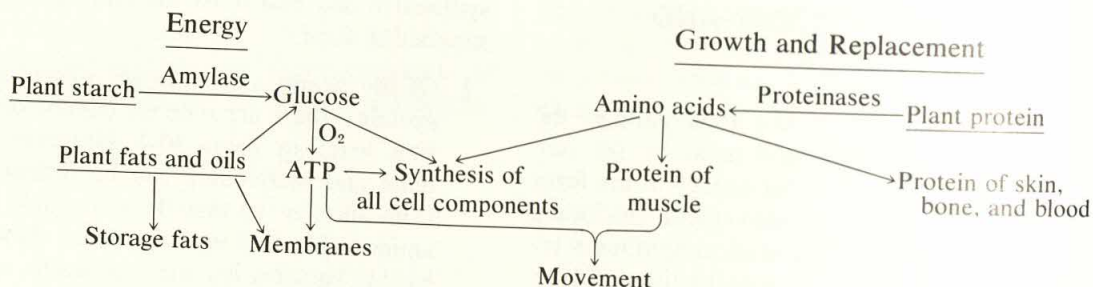 Energy
Growth and Replacement
Plant starch
Amylase
Glucose
Amino acids
Proteinases
Plant protein
O₂
Plant fats and oils
ATP
Synthesis of
all cell components
Protein of
muscle
Protein of skin,
bone, and blood
Storage fats
Membranes
Movement